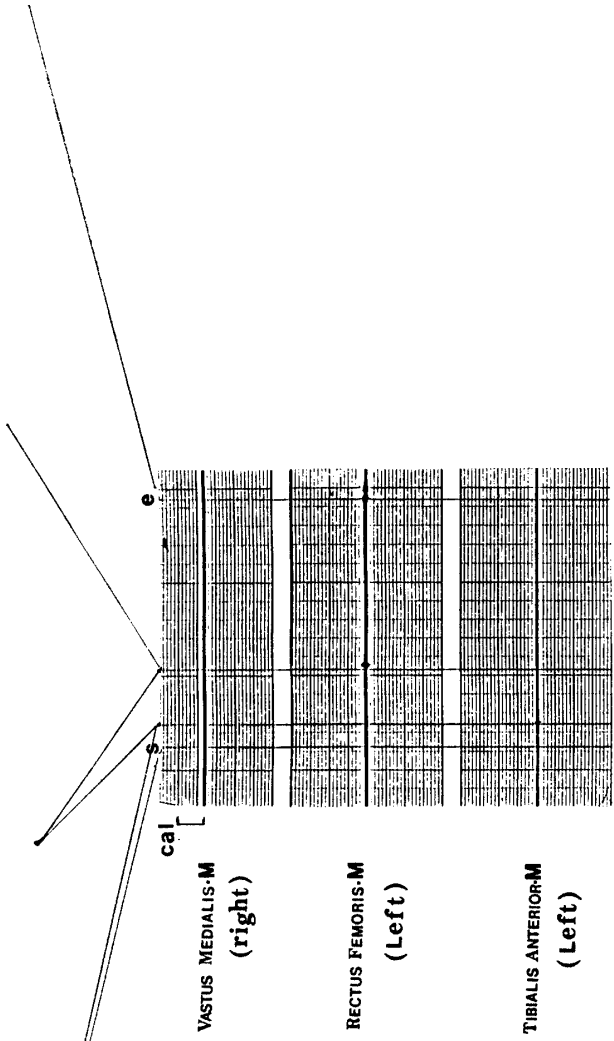 s
e
cal
VASTUS MEDIALIS·M
(right)
RECTUS FEMORIS·M
(Left)
TIBIALIS ANTERIOR·M
(Left)